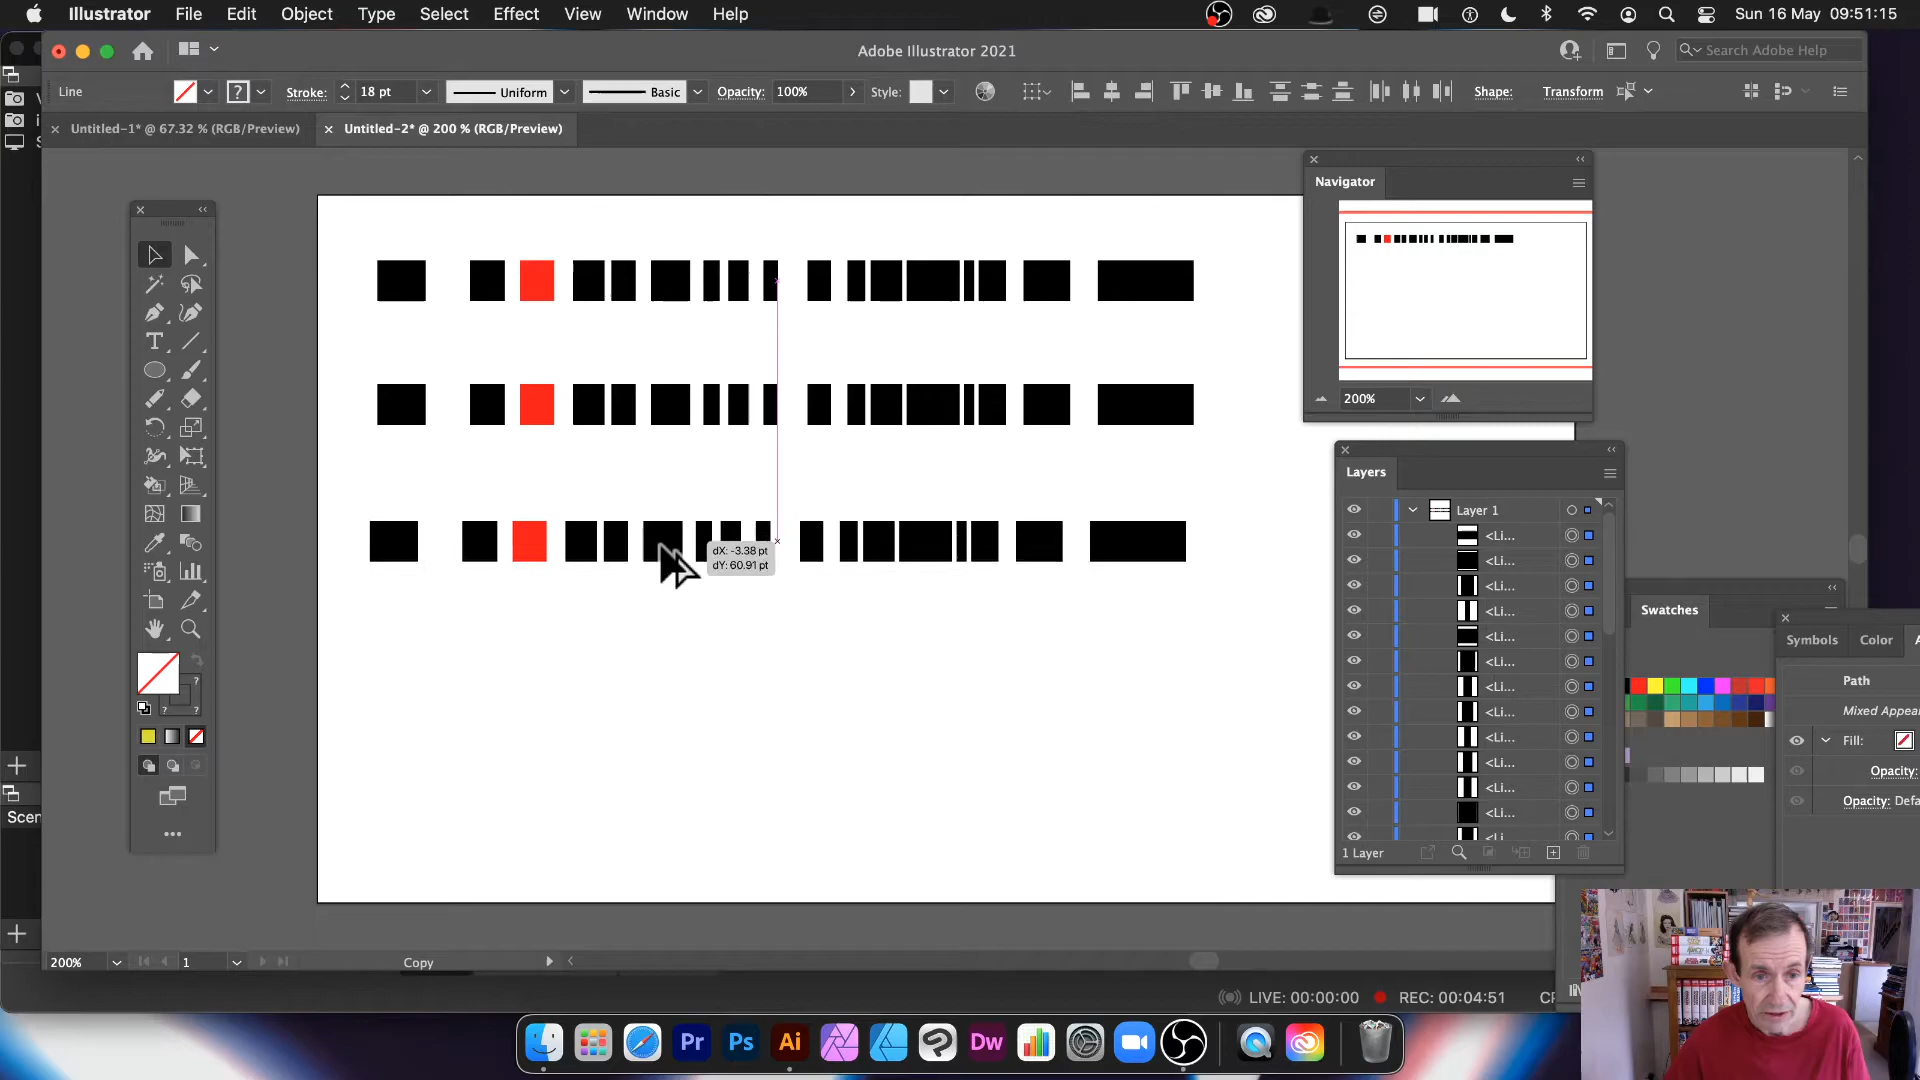 Illustrator File Edit Object Type Select Effect View Window Help Sun 16 May 09:51:15
Adobe Illustrator 2021
Search Adobe Help
Line Stroke: 18 pt Uniform Basic Opacity: 100% Style: Shape: Transform
Untitled-1* @ 67.32 % (RGB/Preview) Untitled-2* @ 200 % (RGB/Preview)
Navigator
200%
Layers
Layer 1
<Li...
<Li...
<Li...
<Li...
<Li...
<Li...
<Li...
<Li...
<Li...
<Li...
<Li...
<Li...
1 Layer
dX: -3.38 pt
dY: 60.91 pt
Swatches
Symbols Color
Path
Mixed Appea
Fill:
Opacity:
Opacity: Defa
Scen
200% 1 Copy
LIVE: 00:00:00 REC: 00:04:51
Pr Ps Ai Dw